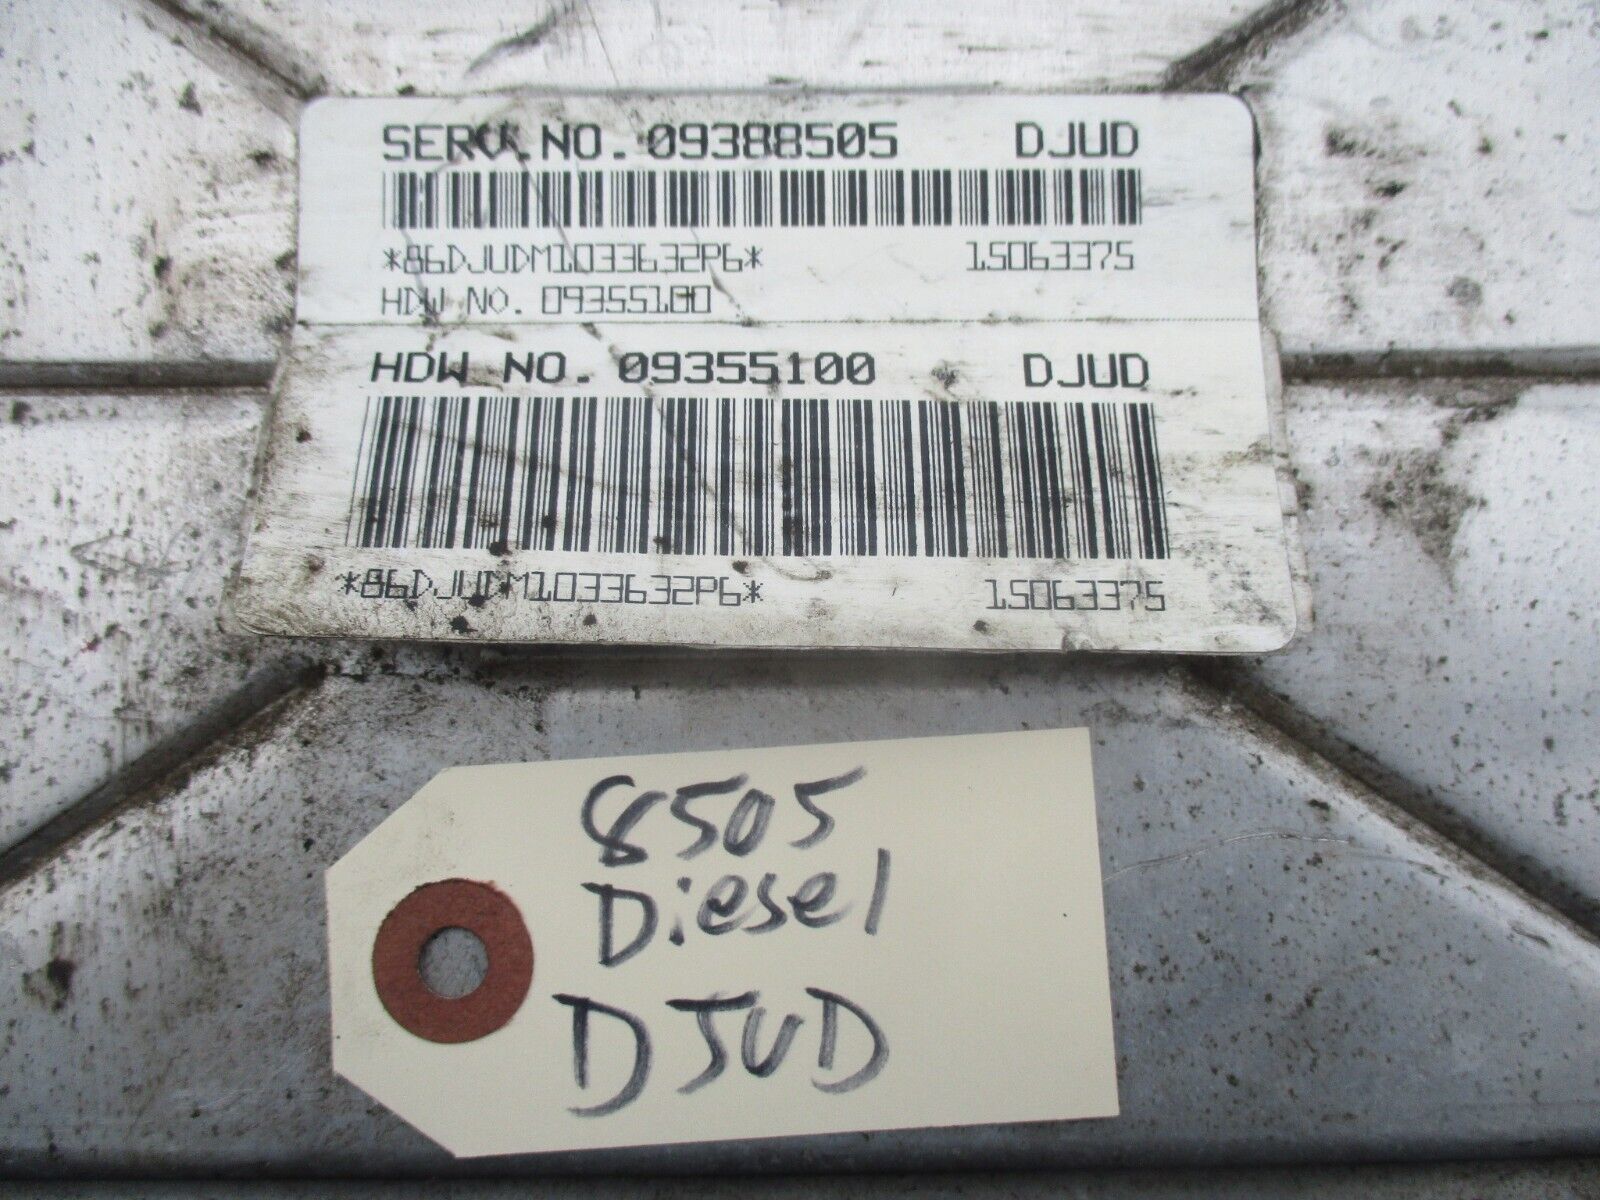 SERV.NO. 09388505 DJUD
*86DJUDM1033632P6* 15063375
HDW NO. 09355100
HDW NO. 09355100 DJUD
*86DJUDM1033632P6* 15063375
8505
Diesel
DJUD